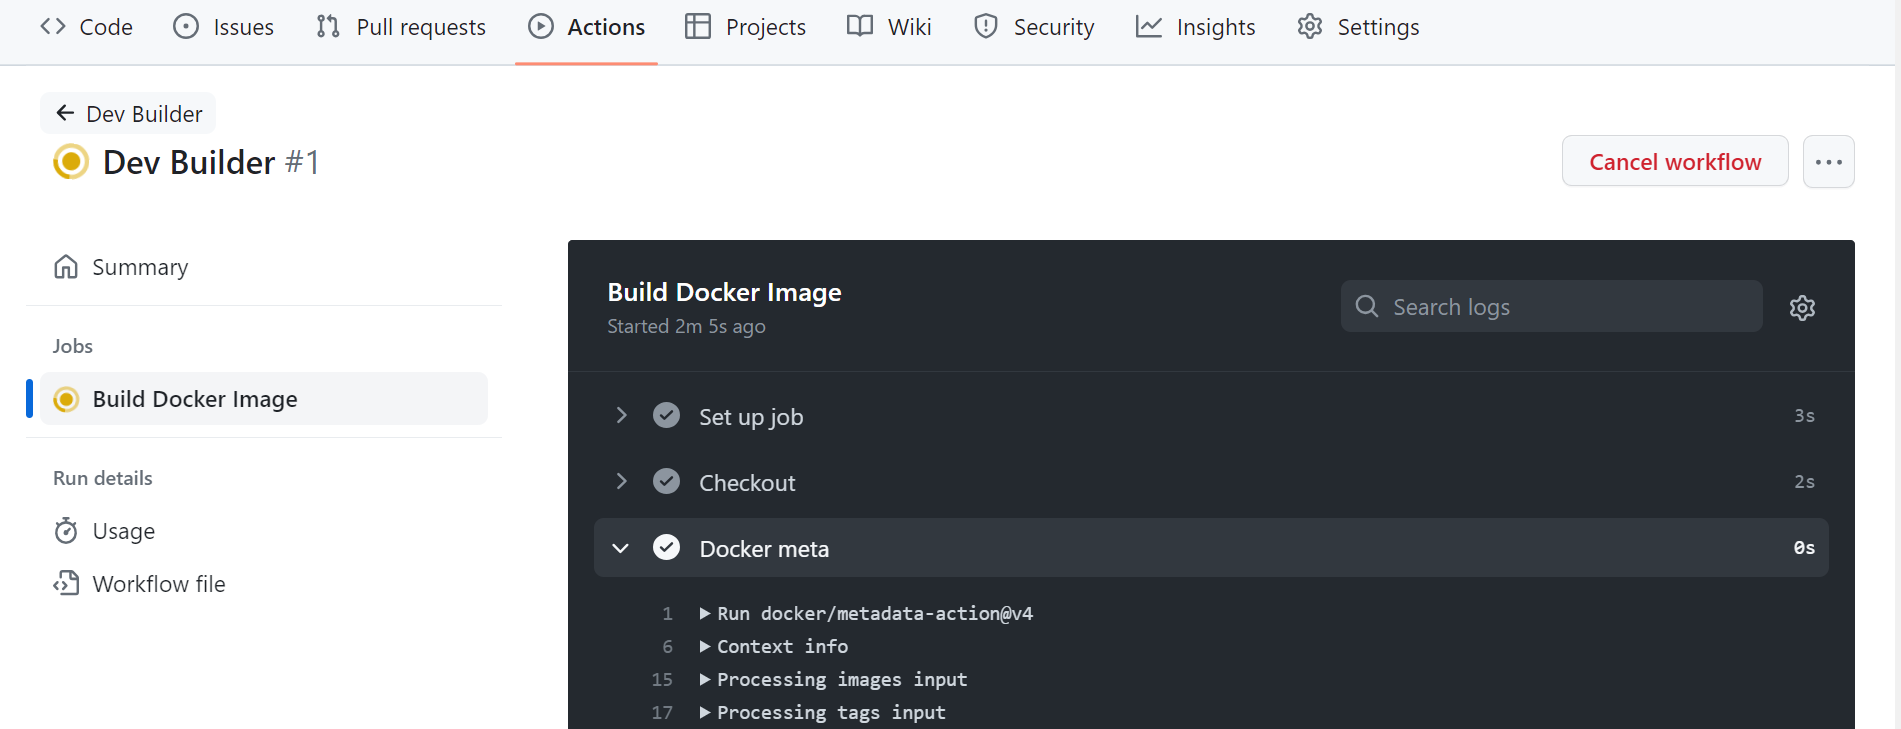 Code Issues Pull requests Actions Projects Wiki Security Insights Settings
Dev Builder
Dev Builder #1
Cancel workflow
Summary
Jobs
Build Docker Image
Run details
Usage
Workflow file
Build Docker Image
Started 2m 5s ago
Search logs
Set up job 3s
Checkout 2s
Docker meta 0s
1 Run docker/metadata-action@v4
6 Context info
15 Processing images input
17 Processing tags input